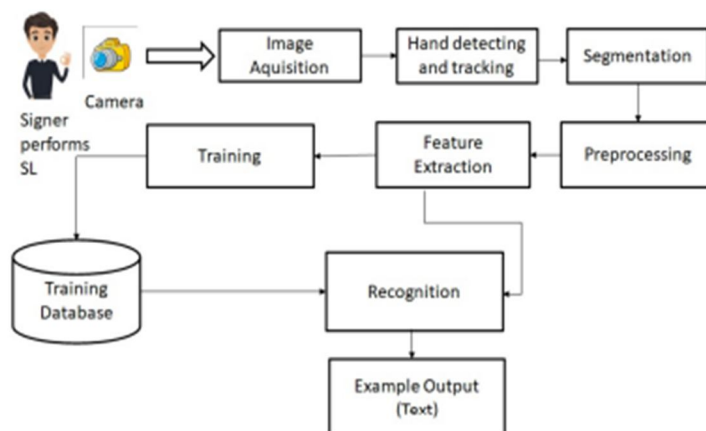 Signer
performs
SL
Camera
Image
Aquisition
Hand detecting
and tracking
Segmentation
Preprocessing
Feature
Extraction
Training
Training
Database
Recognition
Example Output
(Text)